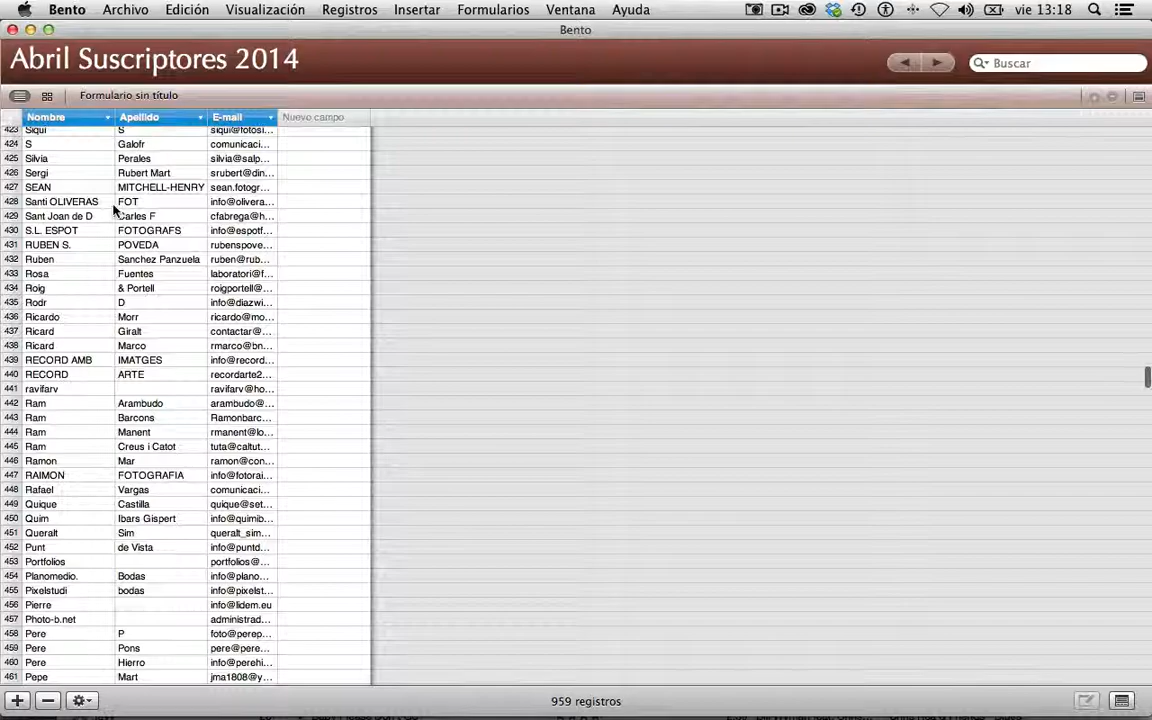 Bento Archivo Edición Visualización Registros Insertar Formularios Ventana Ayuda vie 13:18
Bento
Abril Suscriptores 2014 Buscar
Formulario sin título
Nombre Apellido E-mail Nuevo campo
423 Siqui S siqui@fotosi...
424 S Galofr comunicaci...
425 Silvia Perales silvia@salp...
426 Sergi Rubert Mart srubert@din...
427 SEAN MITCHELL-HENRY sean.fotogr...
428 Santi OLIVERAS FOT info@olivera...
429 Sant Joan de D Carles F cfabrega@h...
430 S.L. ESPOT FOTOGRAFS info@espotf...
431 RUBEN S. POVEDA rubenspove...
432 Ruben Sanchez Panzuela ruben@rub...
433 Rosa Fuentes laboratori@f...
434 Roig & Portell roigportell@...
435 Rodr D info@diazwi...
436 Ricardo Morr ricardo@mo...
437 Ricard Giralt contactar@...
438 Ricard Marco rmarco@bn...
439 RECORD AMB IMATGES info@record...
440 RECORD ARTE recordarte2...
441 ravifarv ravifarv@ho...
442 Ram Arambudo arambudo@...
443 Ram Barcons Ramonbarc...
444 Ram Manent rmanent@lo...
445 Ram Creus i Catot tuta@caltut...
446 Ramon Mar ramon@con...
447 RAIMON FOTOGRAFIA info@fotorai...
448 Rafael Vargas comunicaci...
449 Quique Castilla quique@set...
450 Quim Ibars Gispert info@quimib...
451 Queralt Sim queralt_sim...
452 Punt de Vista info@puntd...
453 Portfolios portfolios@...
454 Planomedio. Bodas info@plano...
455 Pixelstudi bodas info@pixelst...
456 Pierre info@lidem.eu
457 Photo-b.net administrad...
458 Pere P foto@perep...
459 Pere Pons pere@pere...
460 Pere Hierro info@perehi...
461 Pepe Mart jma1808@y...
959 registros